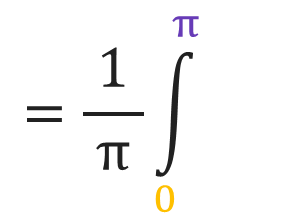 = 1/π ∫₀^π